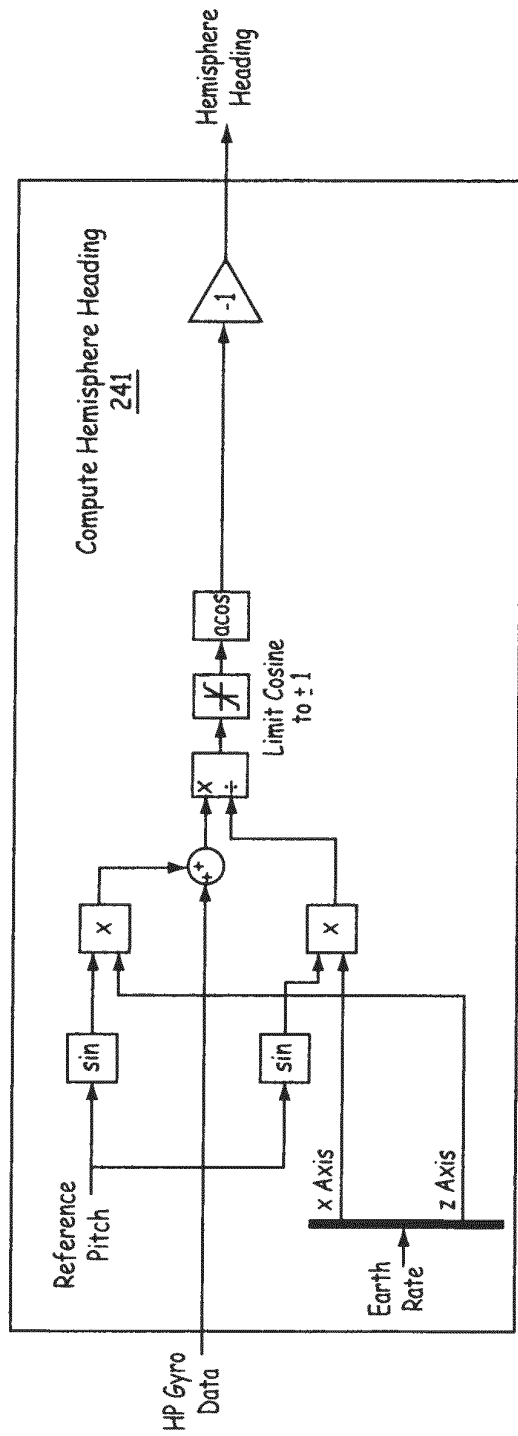 Compute Hemisphere Heading
241
Hemisphere
Heading
-1
acos
Limit Cosine
to ± 1
x
÷
+
+
x
x
sin
sin
Reference
Pitch
HP Gyro
Data
x Axis
z Axis
Earth
Rate